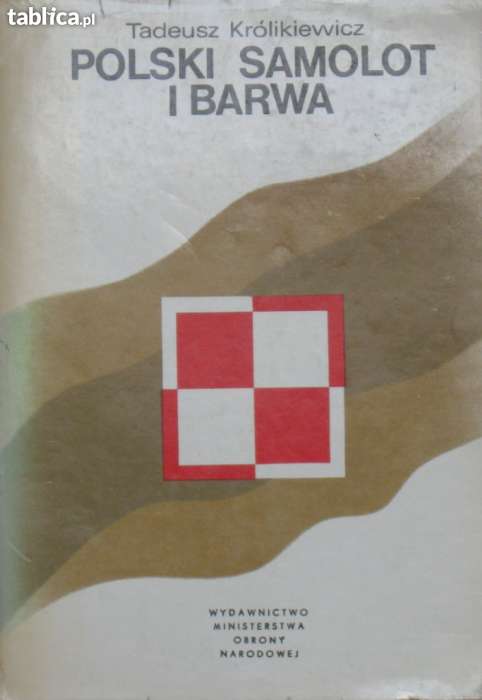 tablica.pl
Tadeusz Królikiewicz
POLSKI SAMOLOT
I BARWA
WYDAWNICTWO
MINISTERSTWA
OBRONY
NARODOWEJ